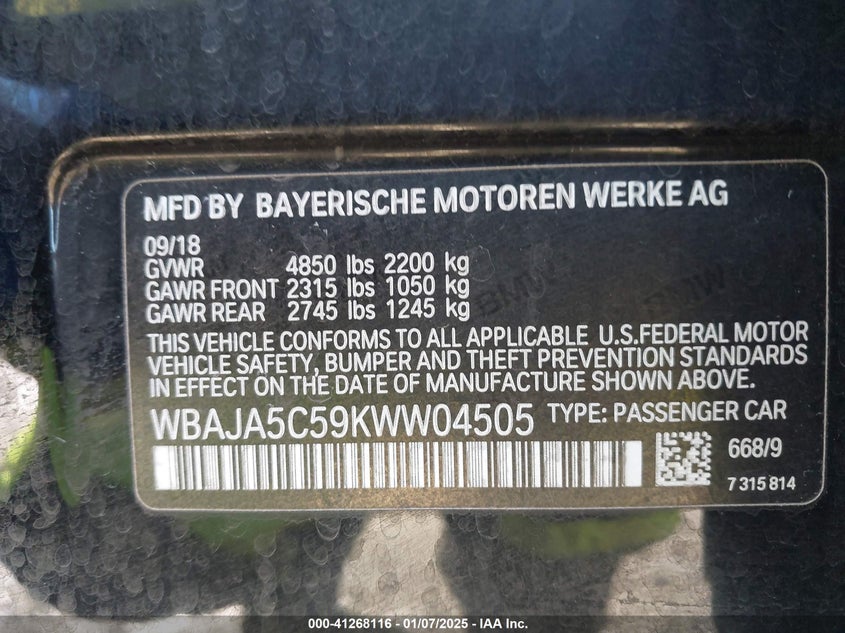 MFD BY BAYERISCHE MOTOREN WERKE AG
09/18
GVWR 4850 lbs 2200 kg
GAWR FRONT 2315 lbs 1050 kg
GAWR REAR 2745 lbs 1245 kg
THIS VEHICLE CONFORMS TO ALL APPLICABLE U.S.FEDERAL MOTOR
VEHICLE SAFETY, BUMPER AND THEFT PREVENTION STANDARDS
IN EFFECT ON THE DATE OF MANUFACTURE SHOWN ABOVE.
WBAJA5C59KWW04505 TYPE: PASSENGER CAR
668/9
7 315 814
000-41268116 - 01/07/2025 - IAA Inc.